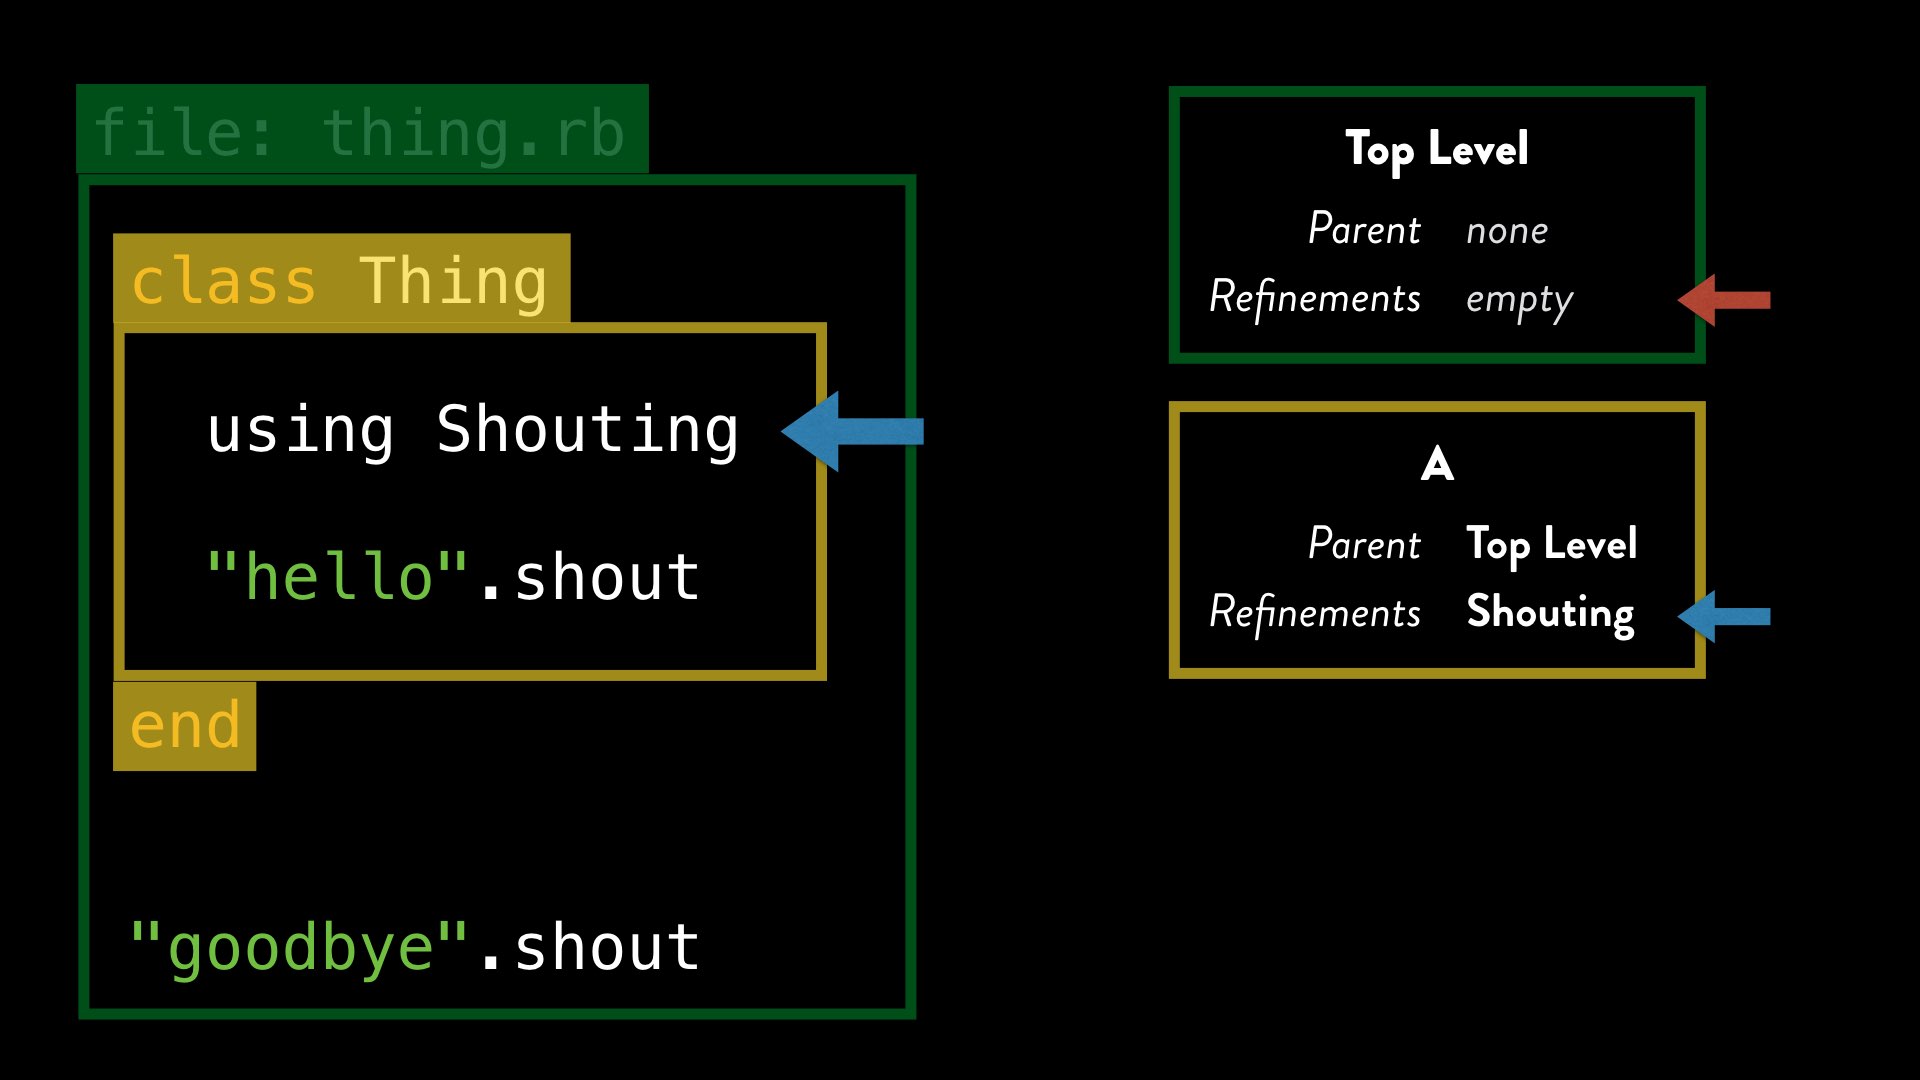 file: thing.rb
class Thing
using Shouting
"hello".shout
end
"goodbye".shout
Top Level
Parent none
Refinements empty
A
Parent Top Level
Refinements Shouting